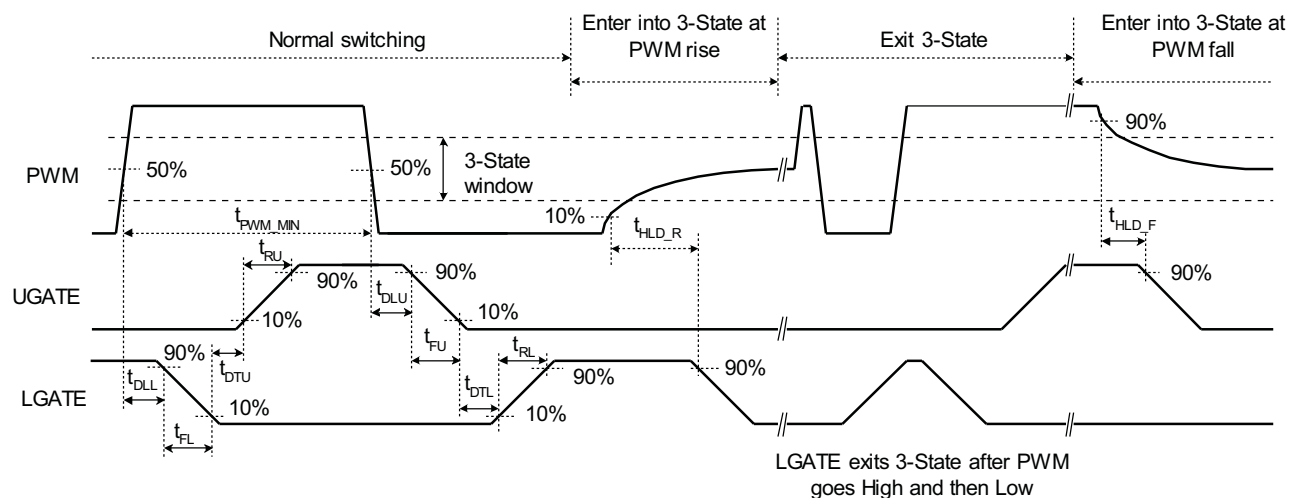 Normal switching
Enter into 3-State at
PWM rise
Exit 3-State
Enter into 3-State at
PWM fall
PWM
50%
50%
3-State
window
10%
90%
tPWM_MIN
tHLD_R
tHLD_F
UGATE
tRU
90%
10%
tDLU
90%
10%
tFU
90%
LGATE
90%
tDLL
tFL
10%
tDTU
tDTL
tRL
90%
10%
90%
LGATE exits 3-State after PWM
goes High and then Low